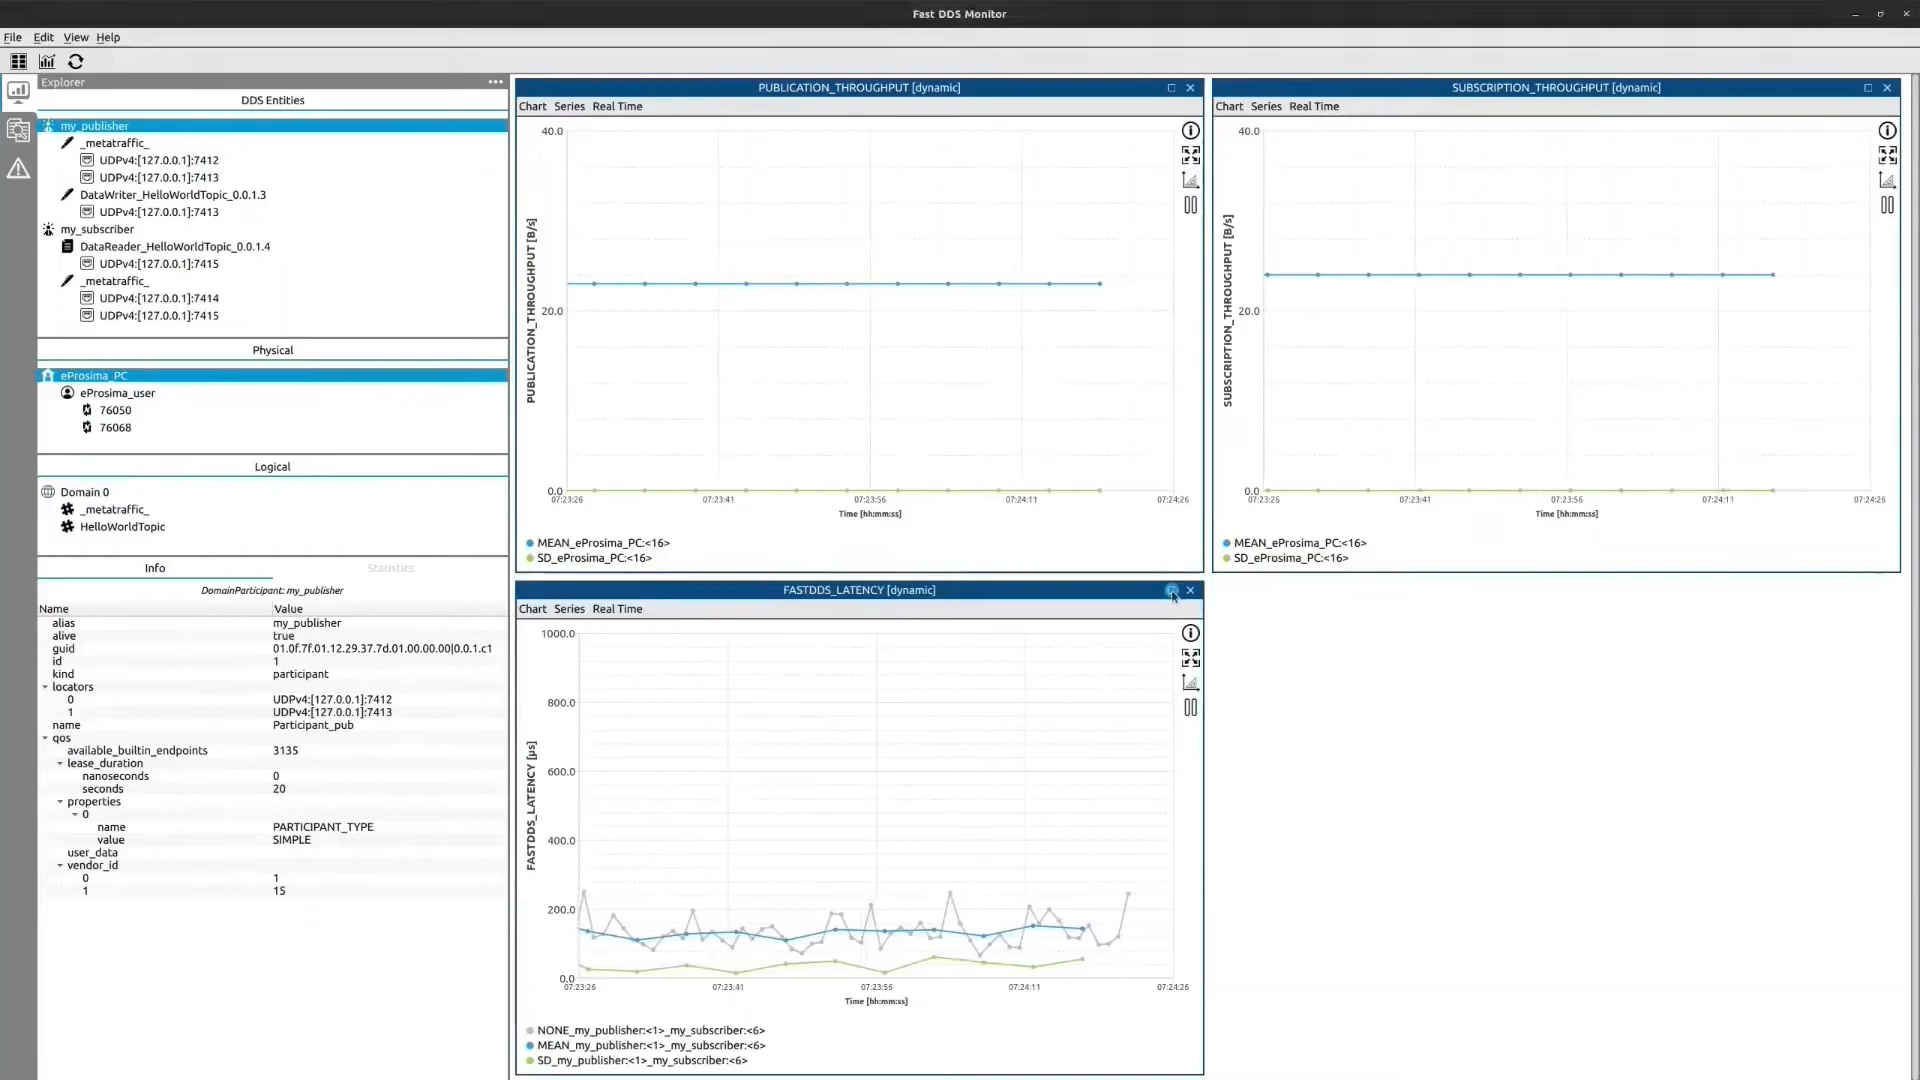 Fast DDS Monitor
File Edit View Help
Explorer
DDS Entities
my_publisher
_metatraffic_
UDPv4:[127.0.0.1]:7412
UDPv4:[127.0.0.1]:7413
DataWriter_HelloWorldTopic_0.0.1.3
UDPv4:[127.0.0.1]:7413
my_subscriber
DataReader_HelloWorldTopic_0.0.1.4
UDPv4:[127.0.0.1]:7415
_metatraffic_
UDPv4:[127.0.0.1]:7414
UDPv4:[127.0.0.1]:7415
Physical
eProsima_PC
eProsima_user
76050
76068
Logical
Domain 0
_metatraffic_
HelloWorldTopic
Info Statistics
DomainParticipant: my_publisher
Name Value
alias my_publisher
alive true
guid 01.0f.7f.01.12.29.37.7d.01.00.00.00|0.0.1.c1
id 1
kind participant
locators
0 UDPv4:[127.0.0.1]:7412
1 UDPv4:[127.0.0.1]:7413
name Participant_pub
qos
available_builtin_endpoints 3135
lease_duration
nanoseconds 0
seconds 20
properties
0
name PARTICIPANT_TYPE
value SIMPLE
user_data
vendor_id
0 1
1 15
PUBLICATION_THROUGHPUT [dynamic]
Chart Series Real Time
PUBLICATION_THROUGHPUT [B/s]
40.0
20.0
0.0
07:23:26 07:23:41 07:23:56 07:24:11 07:24:26
Time [hh:mm:ss]
MEAN_eProsima_PC:<16>
SD_eProsima_PC:<16>
SUBSCRIPTION_THROUGHPUT [dynamic]
Chart Series Real Time
SUBSCRIPTION_THROUGHPUT [B/s]
40.0
20.0
0.0
07:23:26 07:23:41 07:23:56 07:24:11 07:24:26
Time [hh:mm:ss]
MEAN_eProsima_PC:<16>
SD_eProsima_PC:<16>
FASTDDS_LATENCY [dynamic]
Chart Series Real Time
FASTDDS_LATENCY [µs]
1000.0
800.0
600.0
400.0
200.0
0.0
07:23:26 07:23:41 07:23:55 07:24:11 07:24:26
Time [hh:mm:ss]
NONE_my_publisher:<1>_my_subscriber:<6>
MEAN_my_publisher:<1>_my_subscriber:<6>
SD_my_publisher:<1>_my_subscriber:<6>